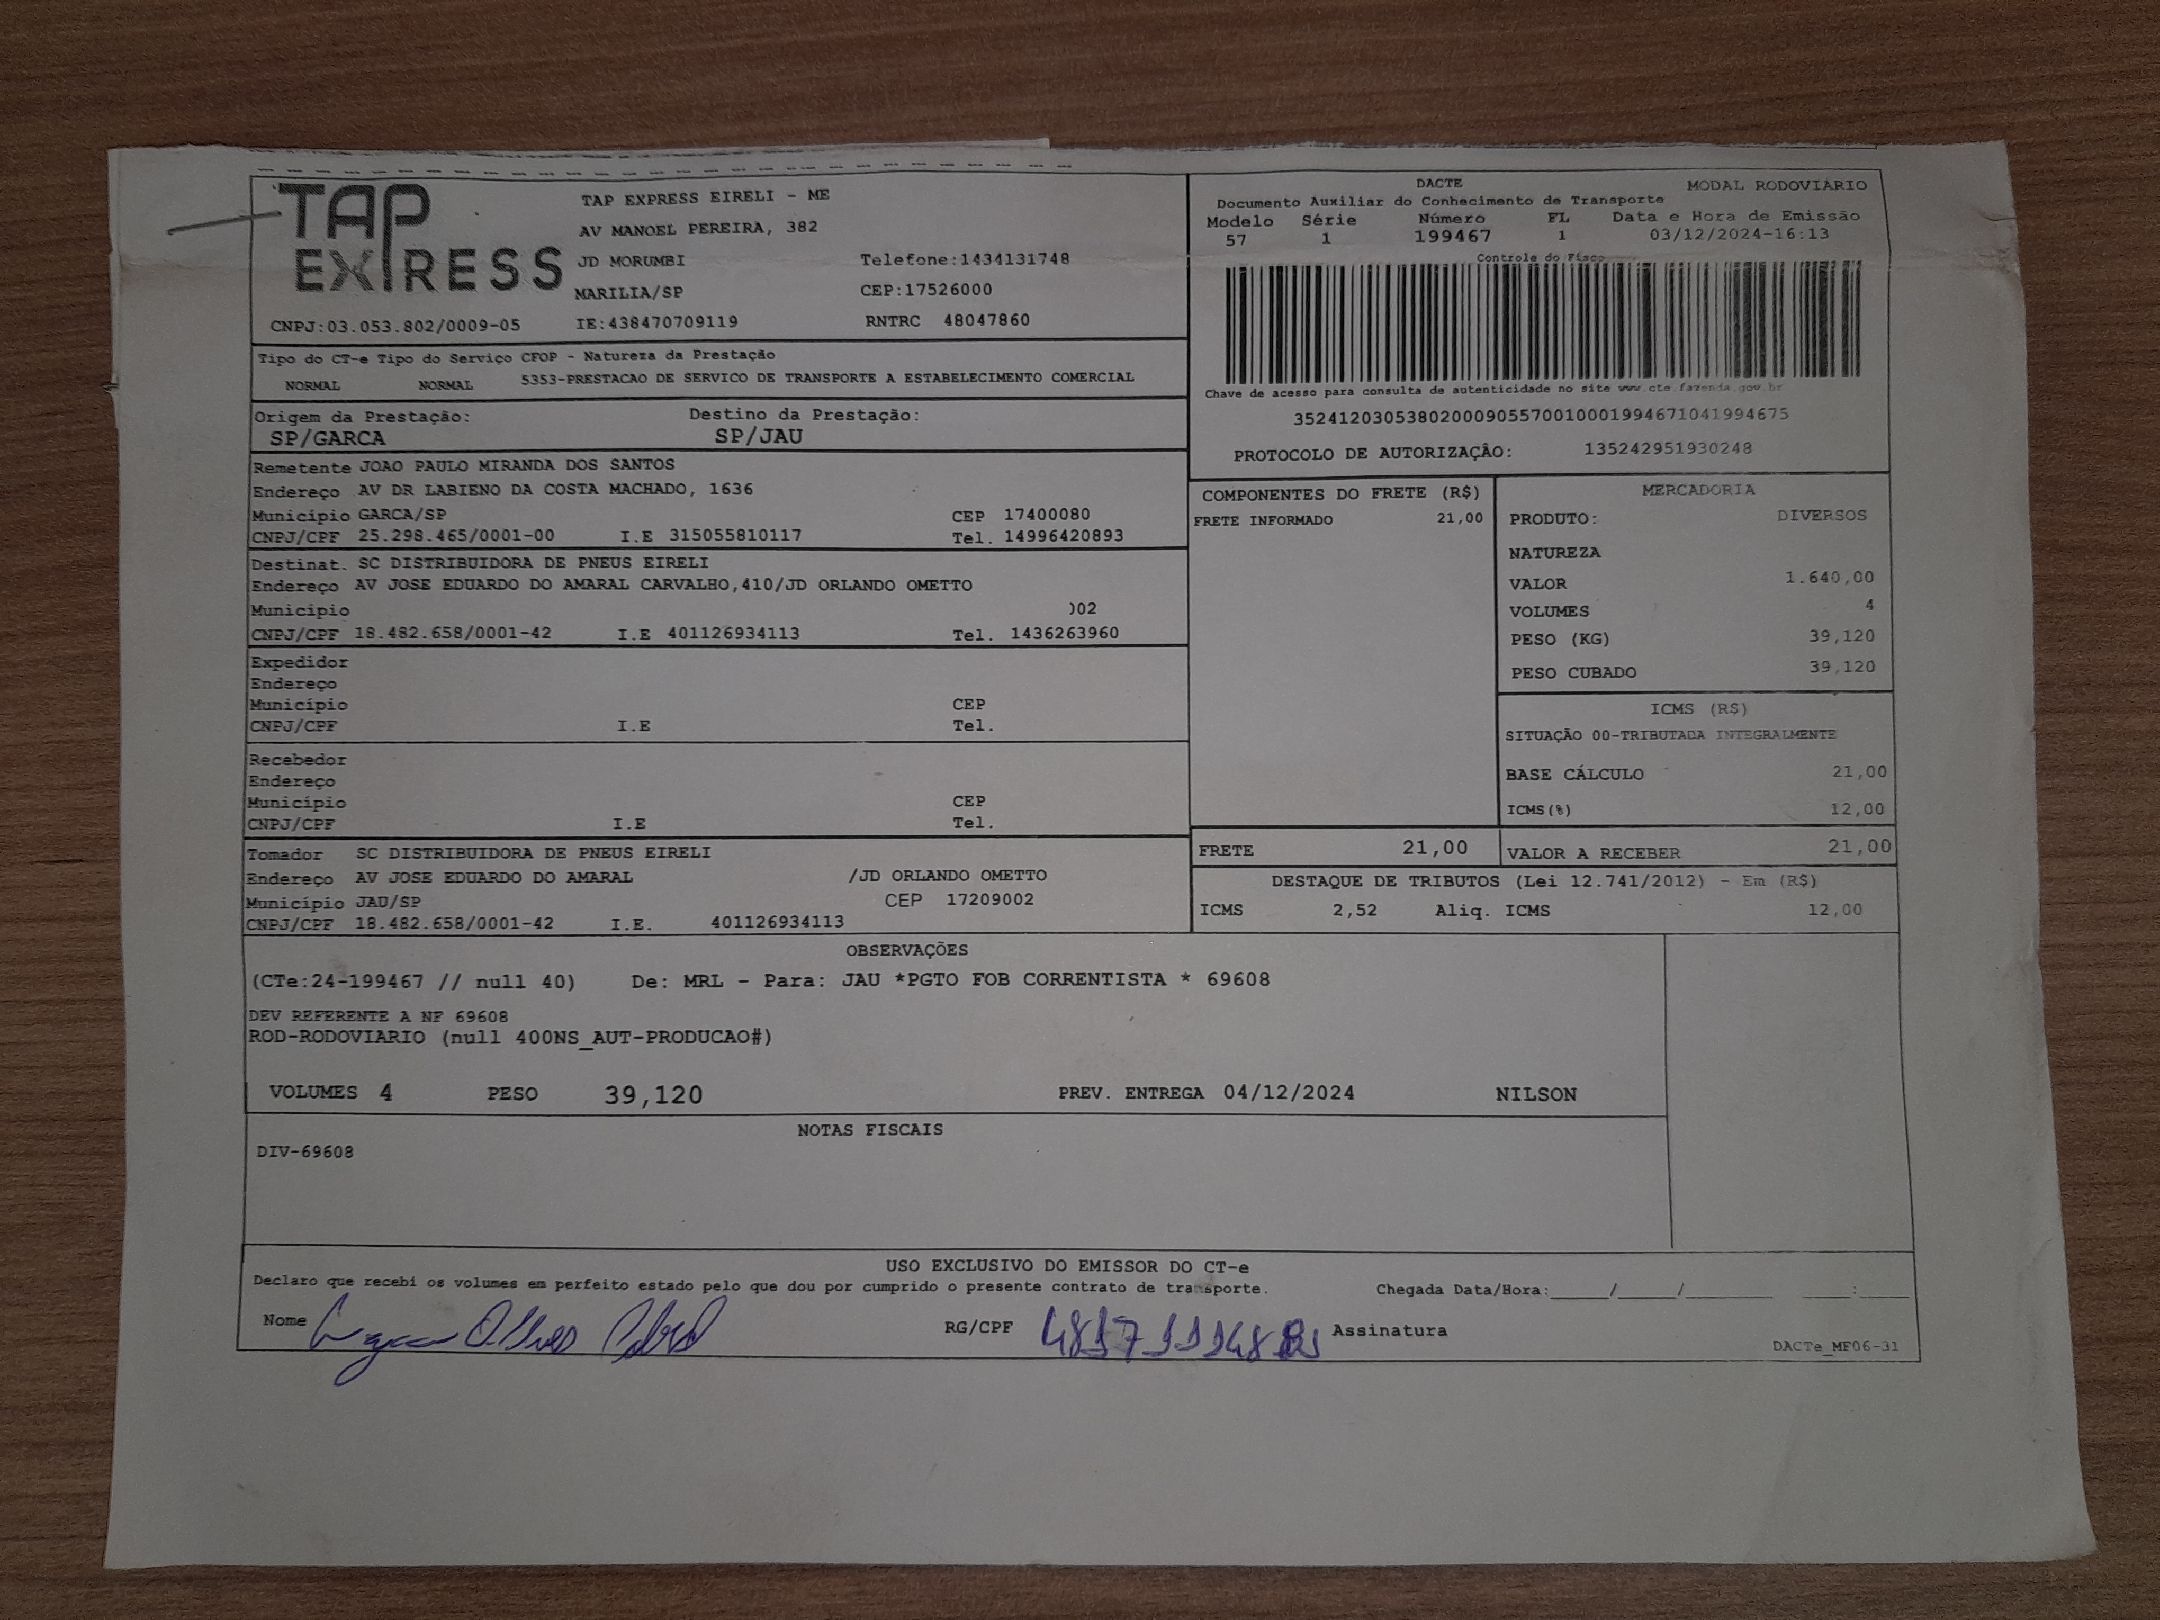 TAP EXPRESS
TAP EXPRESS EIRELI - ME
AV MANOEL PEREIRA, 382
JD MORUMBI Telefone:1434131748
MARILIA/SP CEP:17526000
CNPJ:03.053.802/0009-05 IE:438470709119 RNTRC 48047860
DACTE MODAL RODOVIÁRIO
Documento Auxiliar do Conhecimento de Transporte
Modelo Série Número FL Data e Hora de Emissão
57 1 199467 1 03/12/2024-16:13
Controle do Fisco
Chave de acesso para consulta de autenticidade no site www.cte.fazenda.gov.br
35241203053802000905570010001994671041994675
PROTOCOLO DE AUTORIZAÇÃO: 135242951930248
Tipo do CT-e Tipo do Serviço CFOP - Natureza da Prestação
NORMAL NORMAL 5353-PRESTACAO DE SERVICO DE TRANSPORTE A ESTABELECIMENTO COMERCIAL
Origem da Prestação: Destino da Prestação:
SP/GARCA SP/JAU
Remetente JOAO PAULO MIRANDA DOS SANTOS
Endereço AV DR LABIENO DA COSTA MACHADO, 1636
Município GARCA/SP CEP 17400080
CNPJ/CPF 25.298.465/0001-00 I.E 315055810117 Tel. 14996420893
Destinat. SC DISTRIBUIDORA DE PNEUS EIRELI
Endereço AV JOSE EDUARDO DO AMARAL CARVALHO,410/JD ORLANDO OMETTO
Município 002
CNPJ/CPF 18.482.658/0001-42 I.E 401126934113 Tel. 1436263960
Expedidor
Endereço
Município CEP
CNPJ/CPF I.E Tel.
Recebedor
Endereço
Município CEP
CNPJ/CPF I.E Tel.
Tomador SC DISTRIBUIDORA DE PNEUS EIRELI
Endereço AV JOSE EDUARDO DO AMARAL /JD ORLANDO OMETTO
Município JAU/SP CEP 17209002
CNPJ/CPF 18.482.658/0001-42 I.E. 401126934113
COMPONENTES DO FRETE (R$)
FRETE INFORMADO 21,00
MERCADORIA
PRODUTO: DIVERSOS
NATUREZA
VALOR 1.640,00
VOLUMES 4
PESO (KG) 39,120
PESO CUBADO 39,120
ICMS (R$)
SITUAÇÃO 00-TRIBUTADA INTEGRALMENTE
BASE CÁLCULO 21,00
ICMS(%) 12,00
FRETE 21,00 VALOR A RECEBER 21,00
DESTAQUE DE TRIBUTOS (Lei 12.741/2012) - Em (R$)
ICMS 2,52 Aliq. ICMS 12,00
OBSERVAÇÕES
(CTe:24-199467 // null 40) De: MRL - Para: JAU *PGTO FOB CORRENTISTA * 69608
DEV REFERENTE A NF 69608
ROD-RODOVIARIO (null 400NS_AUT-PRODUCAO#)
VOLUMES 4 PESO 39,120 PREV. ENTREGA 04/12/2024 NILSON
NOTAS FISCAIS
DIV-69608
USO EXCLUSIVO DO EMISSOR DO CT-e
Declaro que recebi os volumes em perfeito estado pelo que dou por cumprido o presente contrato de transporte. Chegada Data/Hora:_____/_____/_______ ____:____
Nome RG/CPF Assinatura
DACTe_MF06-31